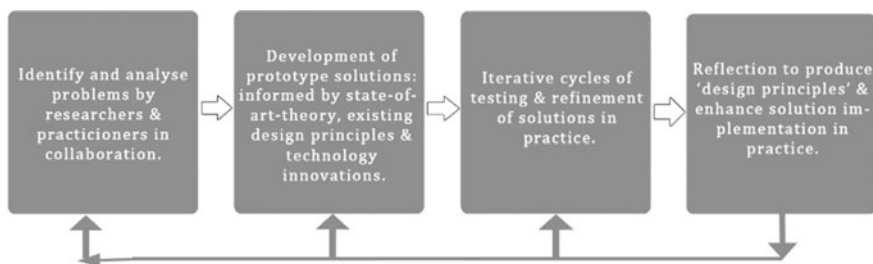 Identify and analyse
problems by
researchers &
practicioners in
collaboration.
Development of
prototype solutions:
informed by state-of-
art-theory, existing
design principles &
technology
innovations.
Iterative cycles of
testing & refinement
of solutions in
practice.
Reflection to produce
‘design principles‘ &
enhance solution im-
plementation in
practice.